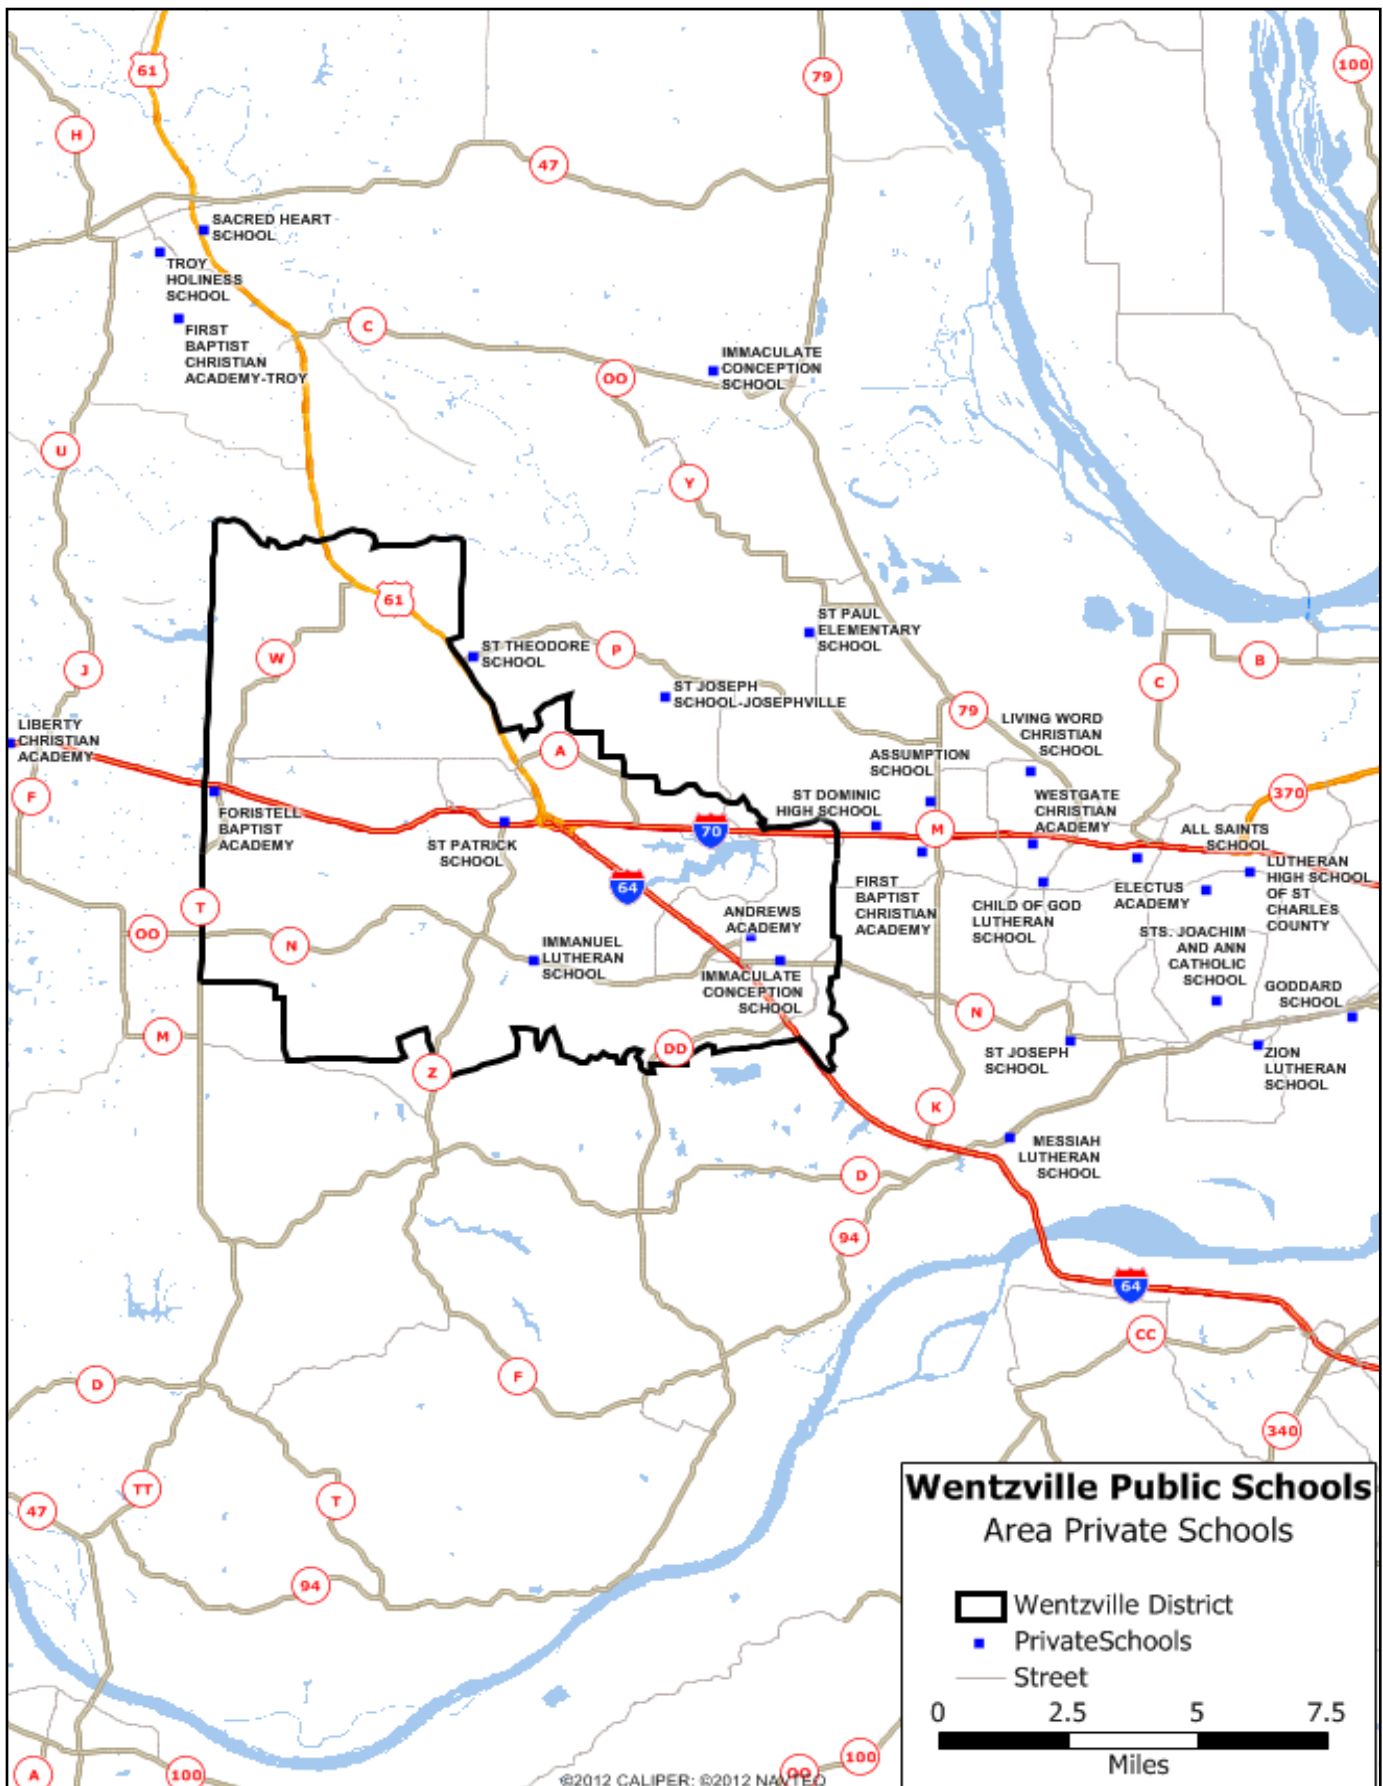 61
79
100
H
47
SACRED HEART
SCHOOL
TROY
HOLINESS
SCHOOL
FIRST
BAPTIST
CHRISTIAN
ACADEMY-TROY
C
OO
IMMACULATE
CONCEPTION
SCHOOL
U
Y
61
ST PAUL
ELEMENTARY
SCHOOL
W
ST THEODORE
SCHOOL
P
J
B
C
ST JOSEPH
SCHOOL-JOSEPHVILLE
79
LIVING WORD
CHRISTIAN
SCHOOL
LIBERTY
CHRISTIAN
ACADEMY
A
ASSUMPTION
SCHOOL
F
ST DOMINIC
HIGH SCHOOL
WESTGATE
CHRISTIAN
ACADEMY
370
FORISTELL
BAPTIST
ACADEMY
ST PATRICK
SCHOOL
70
M
ALL SAINTS
SCHOOL
64
FIRST
BAPTIST
CHRISTIAN
ACADEMY
CHILD OF GOD
LUTHERAN
SCHOOL
ELECTUS
ACADEMY
LUTHERAN
HIGH SCHOOL
OF ST
CHARLES
COUNTY
T
OO
N
ANDREWS
ACADEMY
IMMANUEL
LUTHERAN
SCHOOL
STS. JOACHIM
AND ANN
CATHOLIC
SCHOOL
IMMACULATE
CONCEPTION
SCHOOL
GODDARD
SCHOOL
N
M
DD
Z
ST JOSEPH
SCHOOL
ZION
LUTHERAN
SCHOOL
K
MESSIAH
LUTHERAN
SCHOOL
D
94
64
CC
D
F
340
TT
T
47
94
A
100
OO
100
©2012 CALIPER; ©2012 NAVTEQ
Wentzville Public Schools
Area Private Schools
Wentzville District
PrivateSchools
Street
0 2.5 5 7.5
Miles